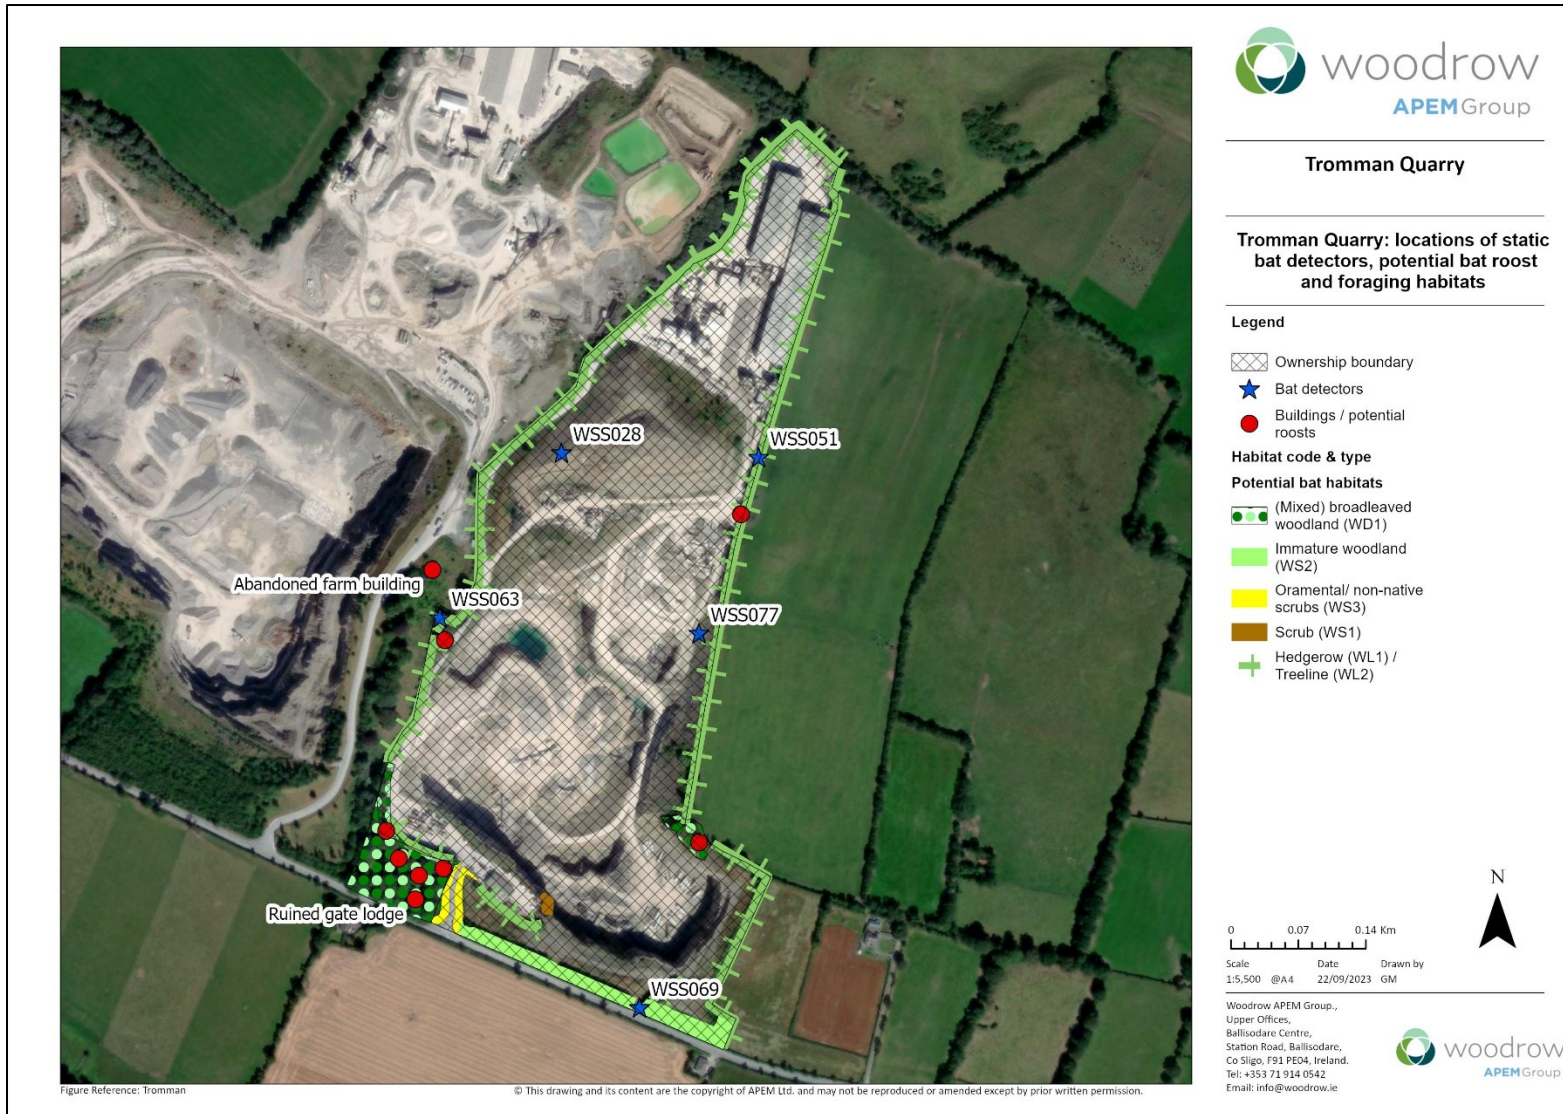 woodrow
APEMGroup
Tromman Quarry
Tromman Quarry: locations of static
bat detectors, potential bat roost
and foraging habitats
Legend
Ownership boundary
Bat detectors
Buildings / potential
roosts
Habitat code & type
Potential bat habitats
(Mixed) broadleaved
woodland (WD1)
Immature woodland
(WS2)
Oramental/ non-native
scrubs (WS3)
Scrub (WS1)
Hedgerow (WL1) /
Treeline (WL2)
WSS028
WSS051
Abandoned farm building
WSS063
WSS077
Ruined gate lodge
WSS069
N
0 0.07 0.14 Km
Scale Date Drawn by
1:5,500 @A4 22/09/2023 GM
Woodrow APEM Group.,
Upper Offices,
Ballisodare Centre,
Station Road, Ballisodare,
Co Sligo, F91 PE04, Ireland.
Tel: +353 71 914 0542
Email: info@woodrow.ie
woodrow
APEMGroup
Figure Reference: Tromman
© This drawing and its content are the copyright of APEM Ltd. and may not be reproduced or amended except by prior written permission.